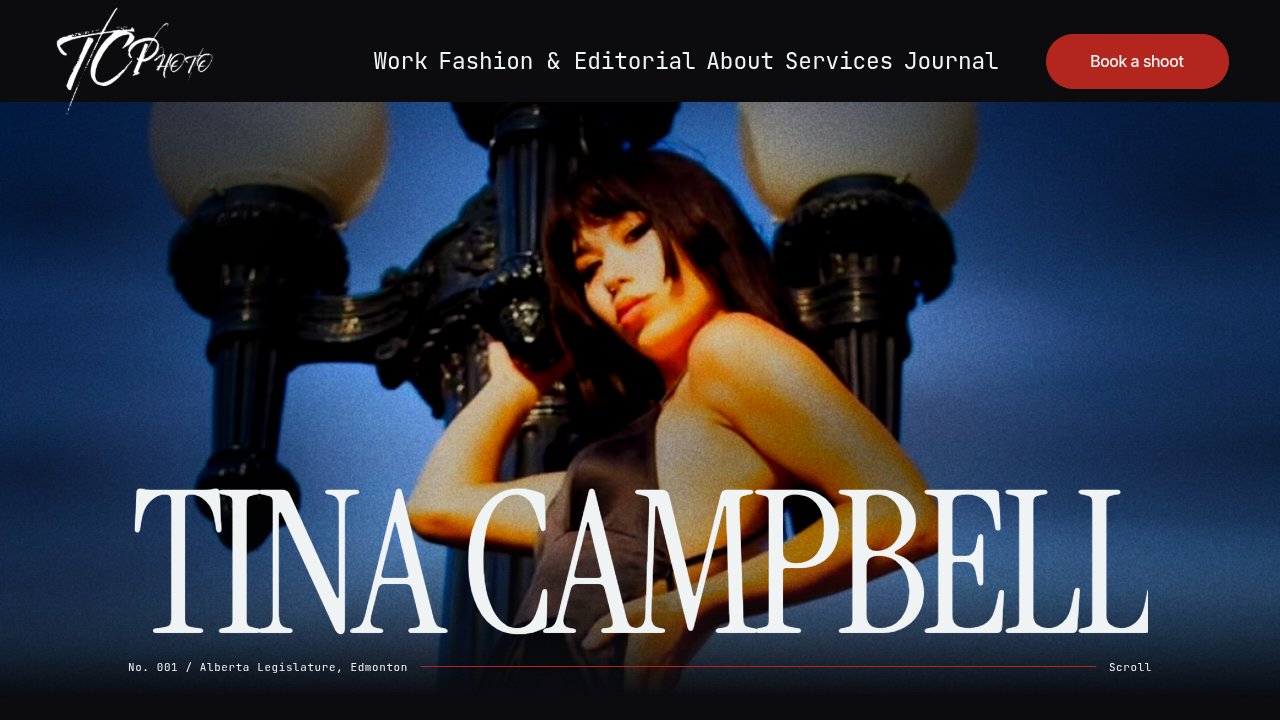 TCPHOTO
Work Fashion & Editorial About Services Journal
Book a shoot
TINA CAMPBELL
No. 001 / Alberta Legislature, Edmonton
Scroll